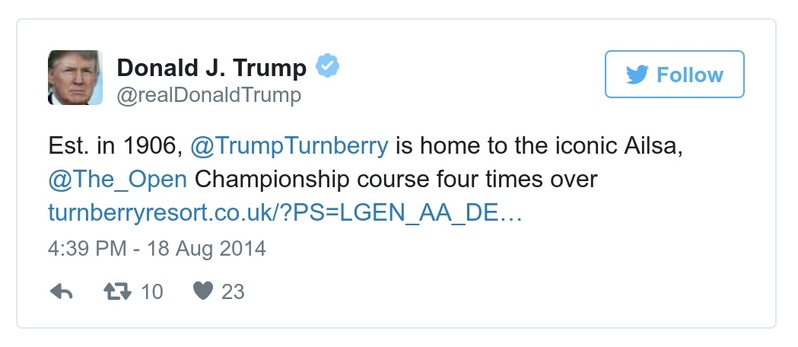 Donald J. Trump
@realDonaldTrump
Follow
Est. in 1906, @TrumpTurnberry is home to the iconic Ailsa,
@The_Open Championship course four times over
turnberryresort.co.uk/?PS=LGEN_AA_DE…
4:39 PM - 18 Aug 2014
10 23